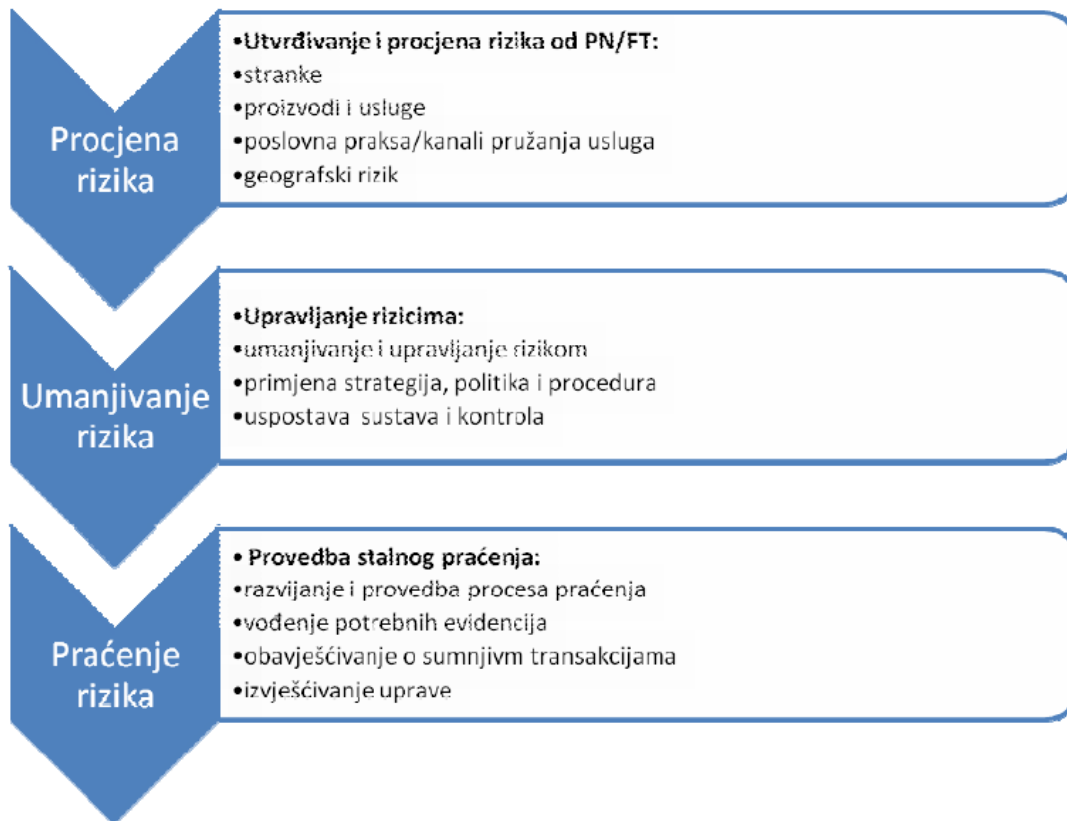 Procjena
rizika
•Utvrđivanje i procjena rizika od PN/FT:
•stranke
•proizvodi i usluge
•poslovna praksa/kanali pružanja usluga
•geografski rizik
Umanjivanje
rizika
•Upravljanje rizicima:
•umanjivanje i upravljanje rizikom
•primjena strategija, politika i procedura
•uspostava sustava i kontrola
Praćenje
rizika
• Provedba stalnog praćenja:
•razvijanje i provedba procesa praćenja
•vođenje potrebnih evidencija
•obavješćivanje o sumnjivm transakcijama
•izvješćivanje uprave